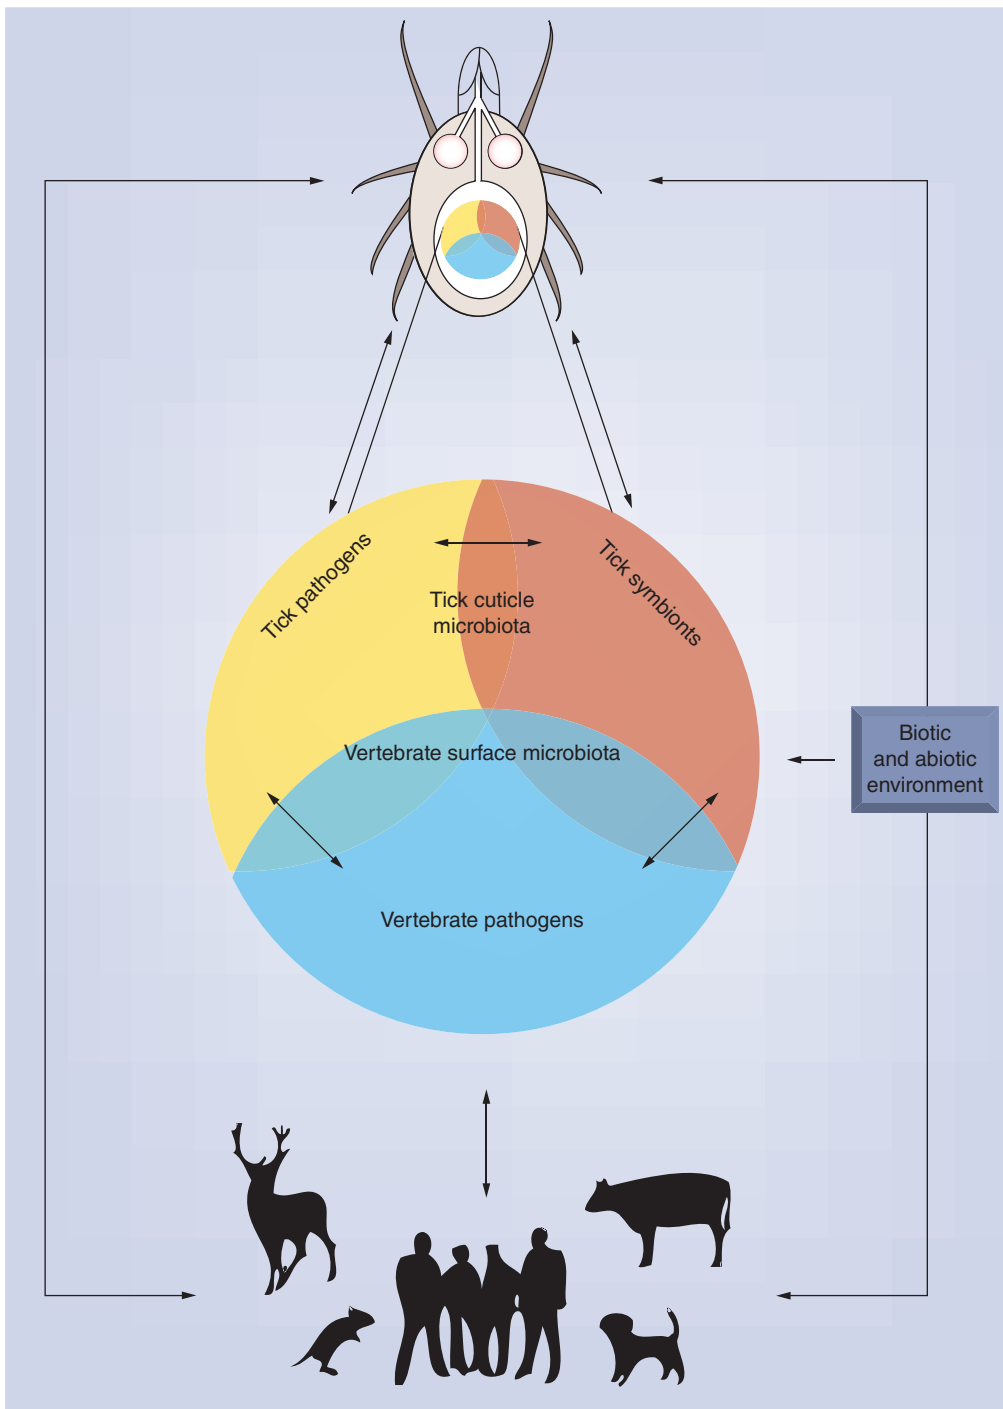 Tick pathogens
Tick symbionts
Tick cuticle
microbiota
Vertebrate surface microbiota
Biotic
and abiotic
environment
Vertebrate pathogens